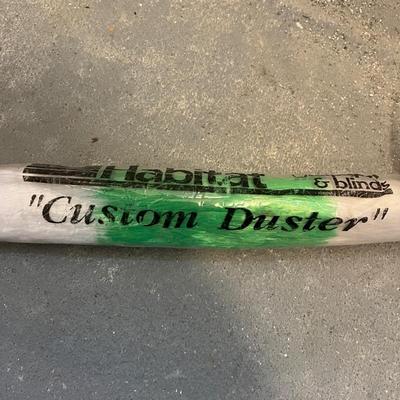 Habitat
& blinds
"Custom Duster"